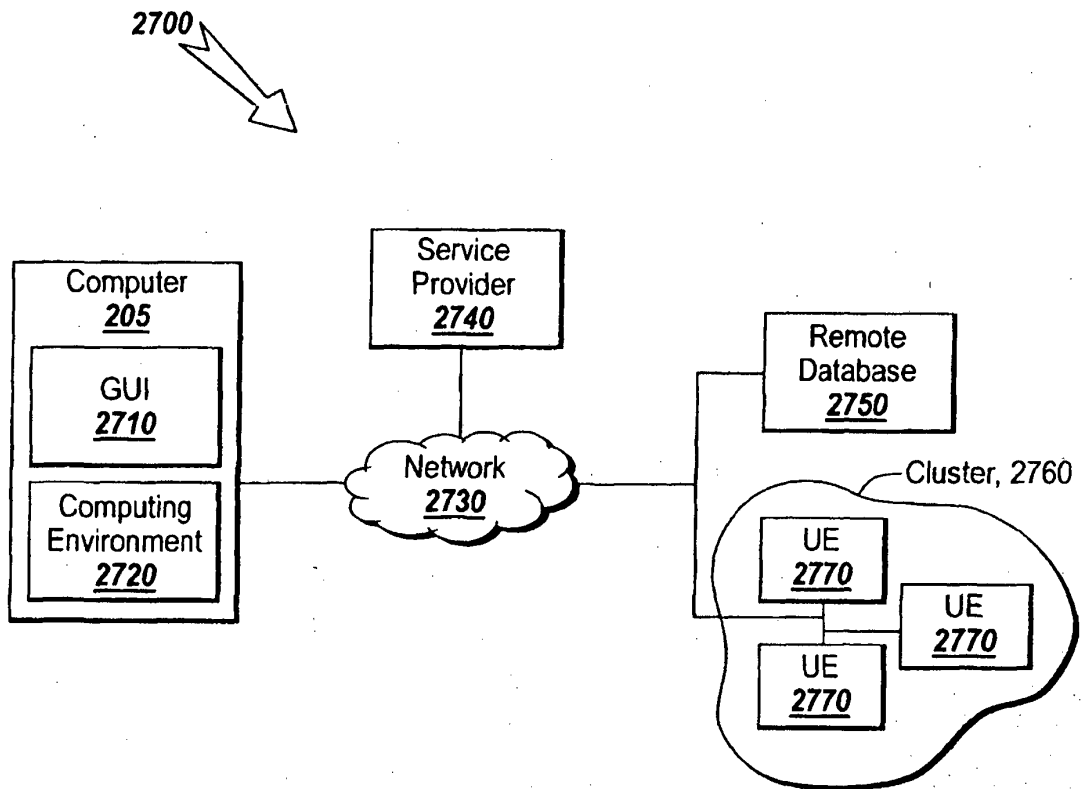 2700
Computer
205
GUI
2710
Computing
Environment
2720
Service
Provider
2740
Network
2730
Remote
Database
2750
Cluster, 2760
UE
2770
UE
2770
UE
2770